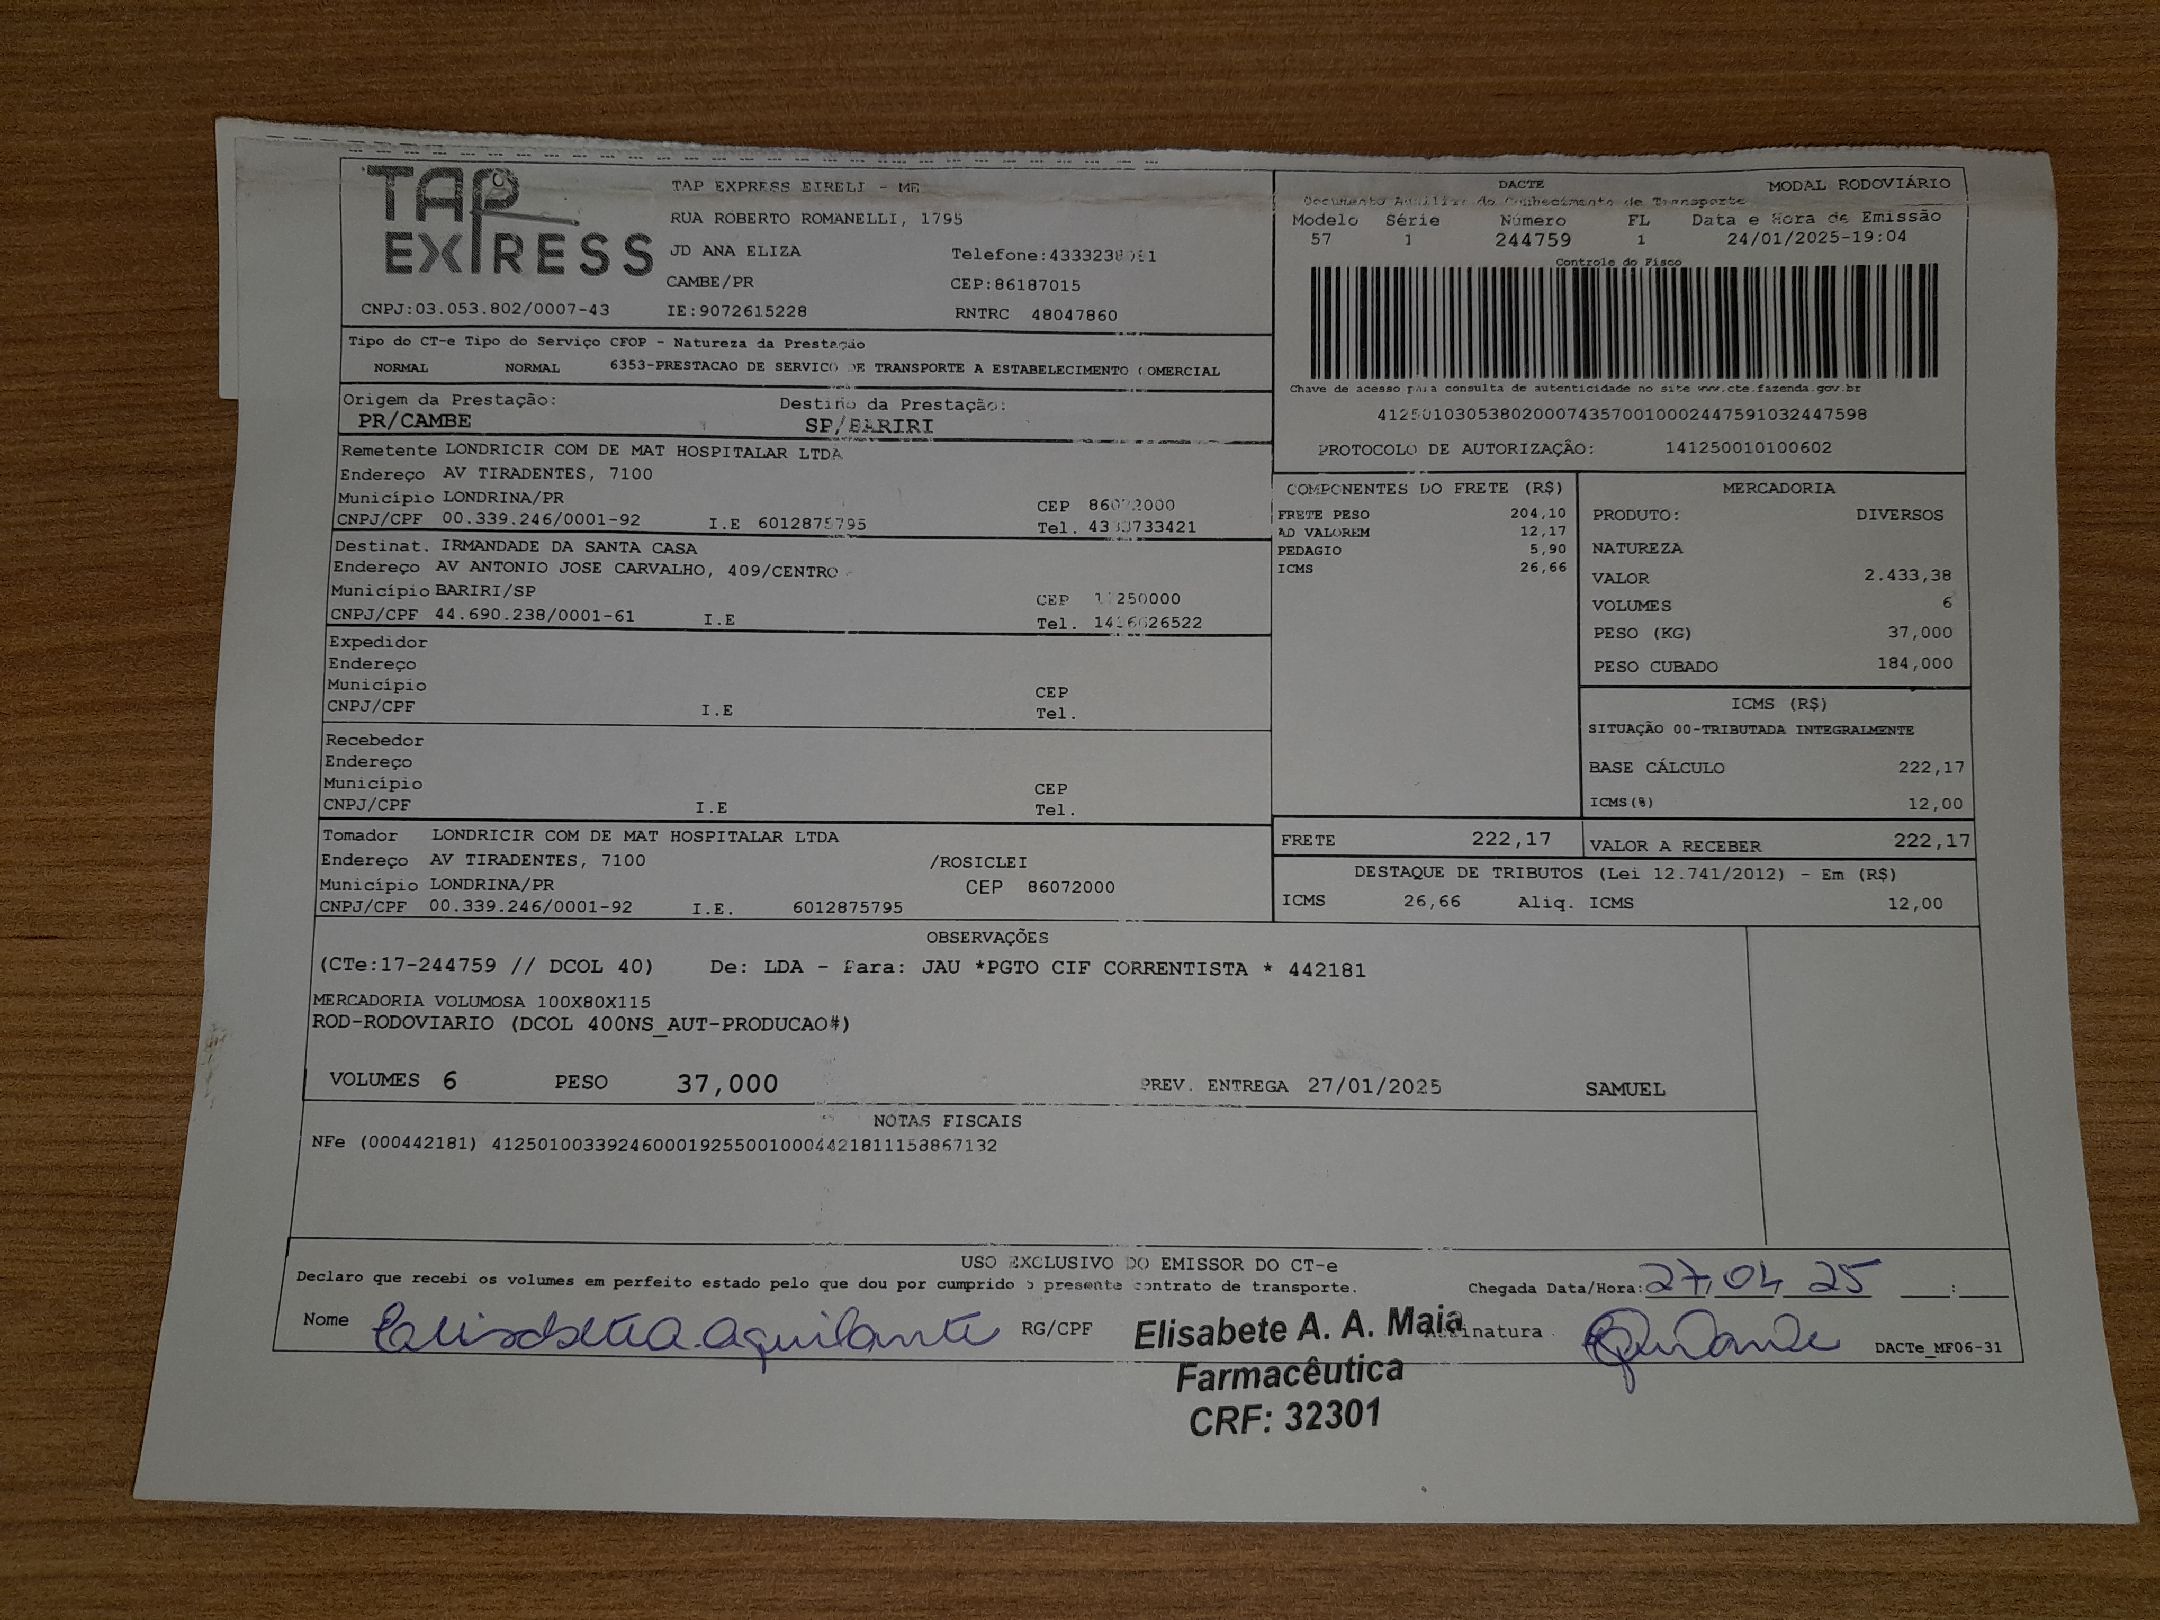 TAP EXPRESS
TAP EXPRESS EIRELI - ME
RUA ROBERTO ROMANELLI, 1795
JD ANA ELIZA
CAMBE/PR CEP:86187015
CNPJ:03.053.802/0007-43 IE:9072615228 RNTRC 48047860
DACTE MODAL RODOVIÁRIO
Documento Auxiliar do Conhecimento de Transporte
Modelo Série Número FL Data e Hora de Emissão
57 1 244759 1 24/01/2025-19:04
Controle do Fisco
Chave de acesso para consulta de autenticidade no site www.cte.fazenda.gov.br
41250103053802000743570010002447591032447598
PROTOCOLO DE AUTORIZAÇÃO: 141250010100602
Tipo do CT-e Tipo do Serviço CFOP - Natureza da Prestação
NORMAL NORMAL 6353-PRESTACAO DE SERVICO DE TRANSPORTE A ESTABELECIMENTO COMERCIAL
Origem da Prestação: Destino da Prestação:
PR/CAMBE SP/BARIRI
Remetente LONDRICIR COM DE MAT HOSPITALAR LTDA
Endereço AV TIRADENTES, 7100
Município LONDRINA/PR CEP 86072000
CNPJ/CPF 00.339.246/0001-92 I.E 6012875795 Tel.
Destinat. IRMANDADE DA SANTA CASA
Endereço AV ANTONIO JOSE CARVALHO, 409/CENTRO
Município BARIRI/SP CEP
CNPJ/CPF 44.690.238/0001-61 I.E Tel.
Expedidor
Endereço
Município CEP
CNPJ/CPF I.E Tel.
Recebedor
Endereço
Município CEP
CNPJ/CPF I.E Tel.
Tomador LONDRICIR COM DE MAT HOSPITALAR LTDA
Endereço AV TIRADENTES, 7100 /ROSICLEI
Município LONDRINA/PR CEP 86072000
CNPJ/CPF 00.339.246/0001-92 I.E. 6012875795
COMPONENTES DO FRETE (R$)
FRETE PESO 204,10
AD VALOREM 12,17
PEDAGIO 5,90
ICMS 26,66
MERCADORIA
PRODUTO: DIVERSOS
NATUREZA
VALOR 2.433,38
VOLUMES 6
PESO (KG) 37,000
PESO CUBADO 184,000
ICMS (R$)
SITUAÇÃO 00-TRIBUTADA INTEGRALMENTE
BASE CÁLCULO 222,17
ICMS(%) 12,00
FRETE 222,17 VALOR A RECEBER 222,17
DESTAQUE DE TRIBUTOS (Lei 12.741/2012) - Em (R$)
ICMS 26,66 Aliq. ICMS 12,00
OBSERVAÇÕES
(CTe:17-244759 // DCOL 40) De: LDA - Para: JAU *PGTO CIF CORRENTISTA * 442181
MERCADORIA VOLUMOSA 100X80X115
ROD-RODOVIARIO (DCOL 400NS_AUT-PRODUCAO#)
VOLUMES 6 PESO 37,000 PREV. ENTREGA 27/01/2025 SAMUEL
NOTAS FISCAIS
NFe (000442181) 41250100339246000192550010004421811158867132
USO EXCLUSIVO DO EMISSOR DO CT-e
Declaro que recebi os volumes em perfeito estado pelo que dou por cumprido o presente contrato de transporte. Chegada Data/Hora: 27 01 25 :
Nome Elisabete A. Aquilante RG/CPF Assinatura DACTe_MF06-31
Elisabete A. A. Maia
Farmacêutica
CRF: 32301